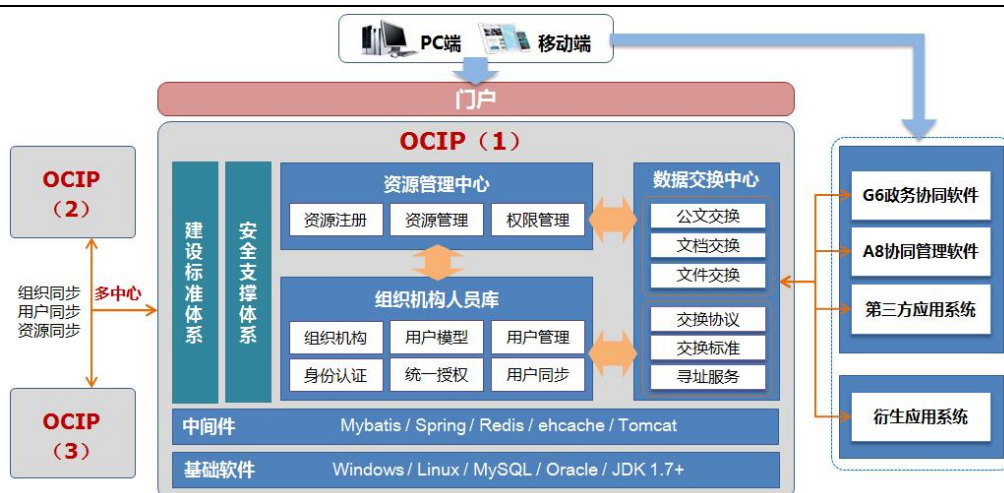 PC端
移动端
门户
OCIP（1）
OCIP
（2）
组织同步
用户同步
资源同步
多中心
OCIP
（3）
建设标准体系
安全支撑体系
资源管理中心
资源注册
资源管理
权限管理
组织机构人员库
组织机构
用户模型
用户管理
身份认证
统一授权
用户同步
数据交换中心
公文交换
文档交换
文件交换
交换协议
交换标准
寻址服务
中间件
Mybatis / Spring / Redis / ehcache / Tomcat
基础软件
Windows / Linux / MySQL / Oracle / JDK 1.7+
G6政务协同软件
A8协同管理软件
第三方应用系统
衍生应用系统